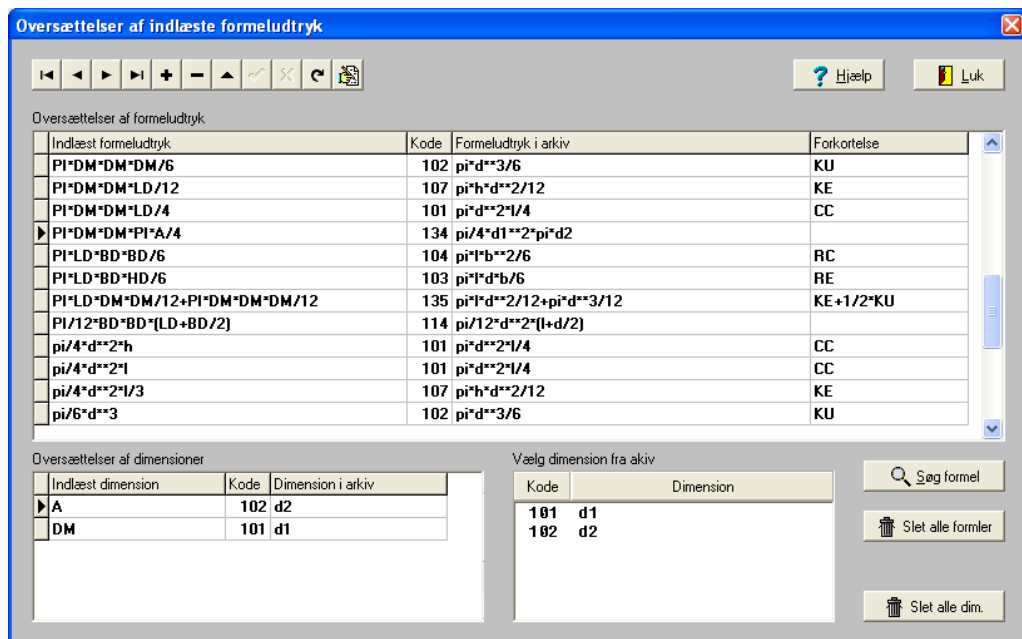 Oversættelser af indlæste formeludtryk
Hjælp Luk
Oversættelser af formeludtryk
Indlæst formeludtryk Kode Formeludtryk i arkiv Forkortelse
PI*DM*DM*DM/6 102 pi*d**3/6 KU
PI*DM*DM*LD/12 107 pi*h*d**2/12 KE
PI*DM*DM*LD/4 101 pi*d**2*l/4 CC
PI*DM*DM*PI*A/4 134 pi/4*d1**2*pi*d2
PI*LD*BD*BD/6 104 pi*l*b**2/6 RC
PI*LD*BD*HD/6 103 pi*l*d*b/6 RE
PI*LD*DM*DM/12+PI*DM*DM*DM/12 135 pi*l*d**2/12+pi*d**3/12 KE+1/2*KU
PI/12*BD*BD*(LD+BD/2) 114 pi/12*d**2*(l+d/2)
pi/4*d**2*h 101 pi*d**2*l/4 CC
pi/4*d**2*l 101 pi*d**2*l/4 CC
pi/4*d**2*l/3 107 pi*h*d**2/12 KE
pi/6*d**3 102 pi*d**3/6 KU
Oversættelser af dimensioner Vælg dimension fra akiv
Indlæst dimension Kode Dimension i arkiv Kode Dimension Søg formel
A 102 d2 101 d1
DM 101 d1 102 d2 Slet alle formler
Slet alle dim.